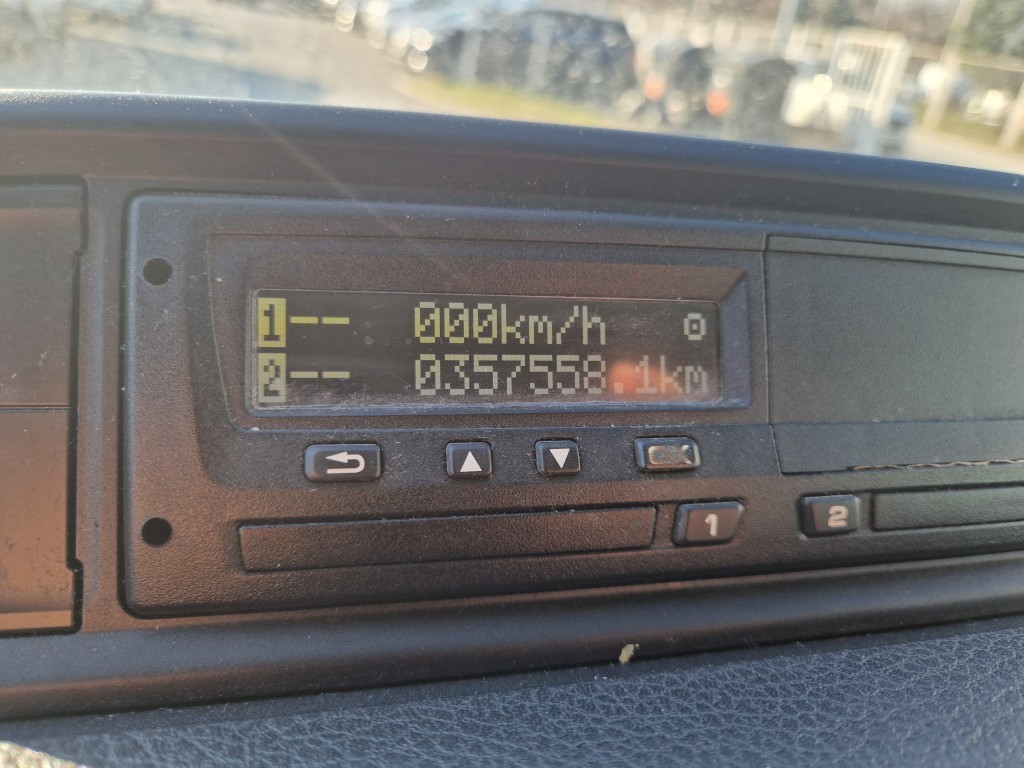 1-- 000km/h o
2-- 0357558.1km
1 2